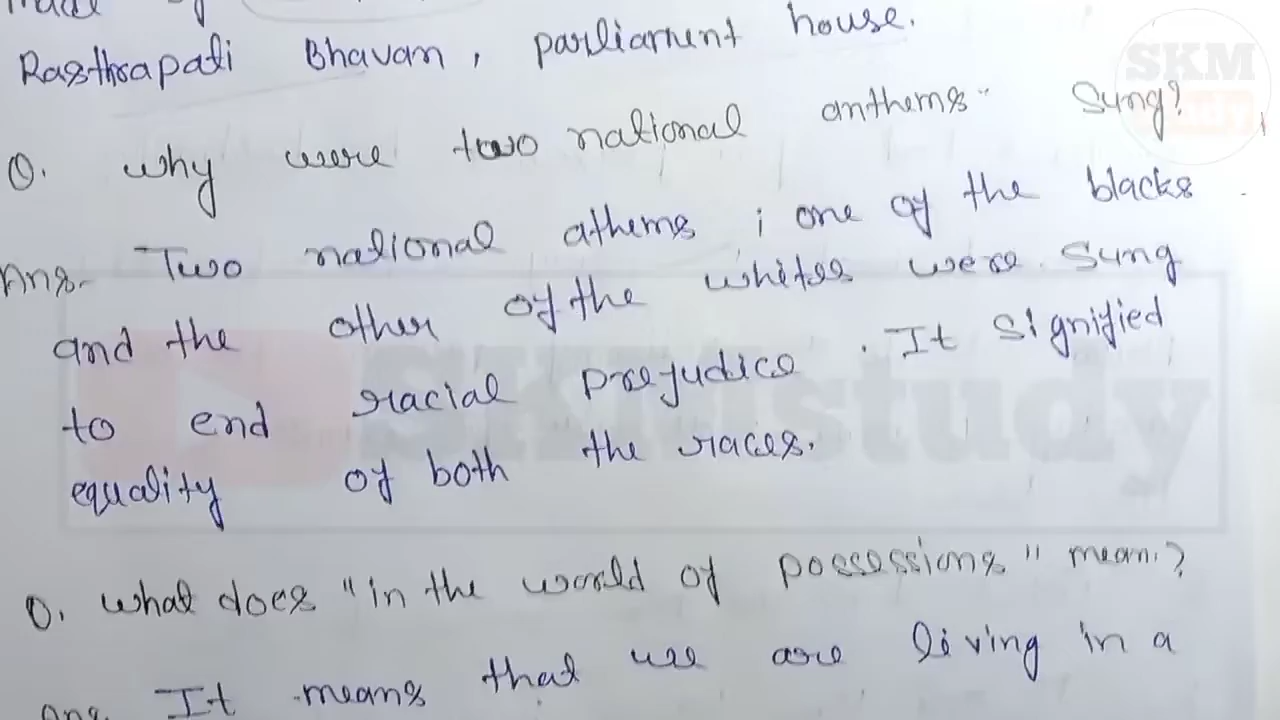 Rasthrapati Bhavan, parliament house.
Q. why were two national anthems" Sung?
Ans- Two national athems ; one of the blacks
and the other of the whites were Sung
to end racial prejudice. It signified
equality of both the races.
Q. What does "in the world of possessions" mean?
Ans. It means that we are living in a
SKM
SKMstudy